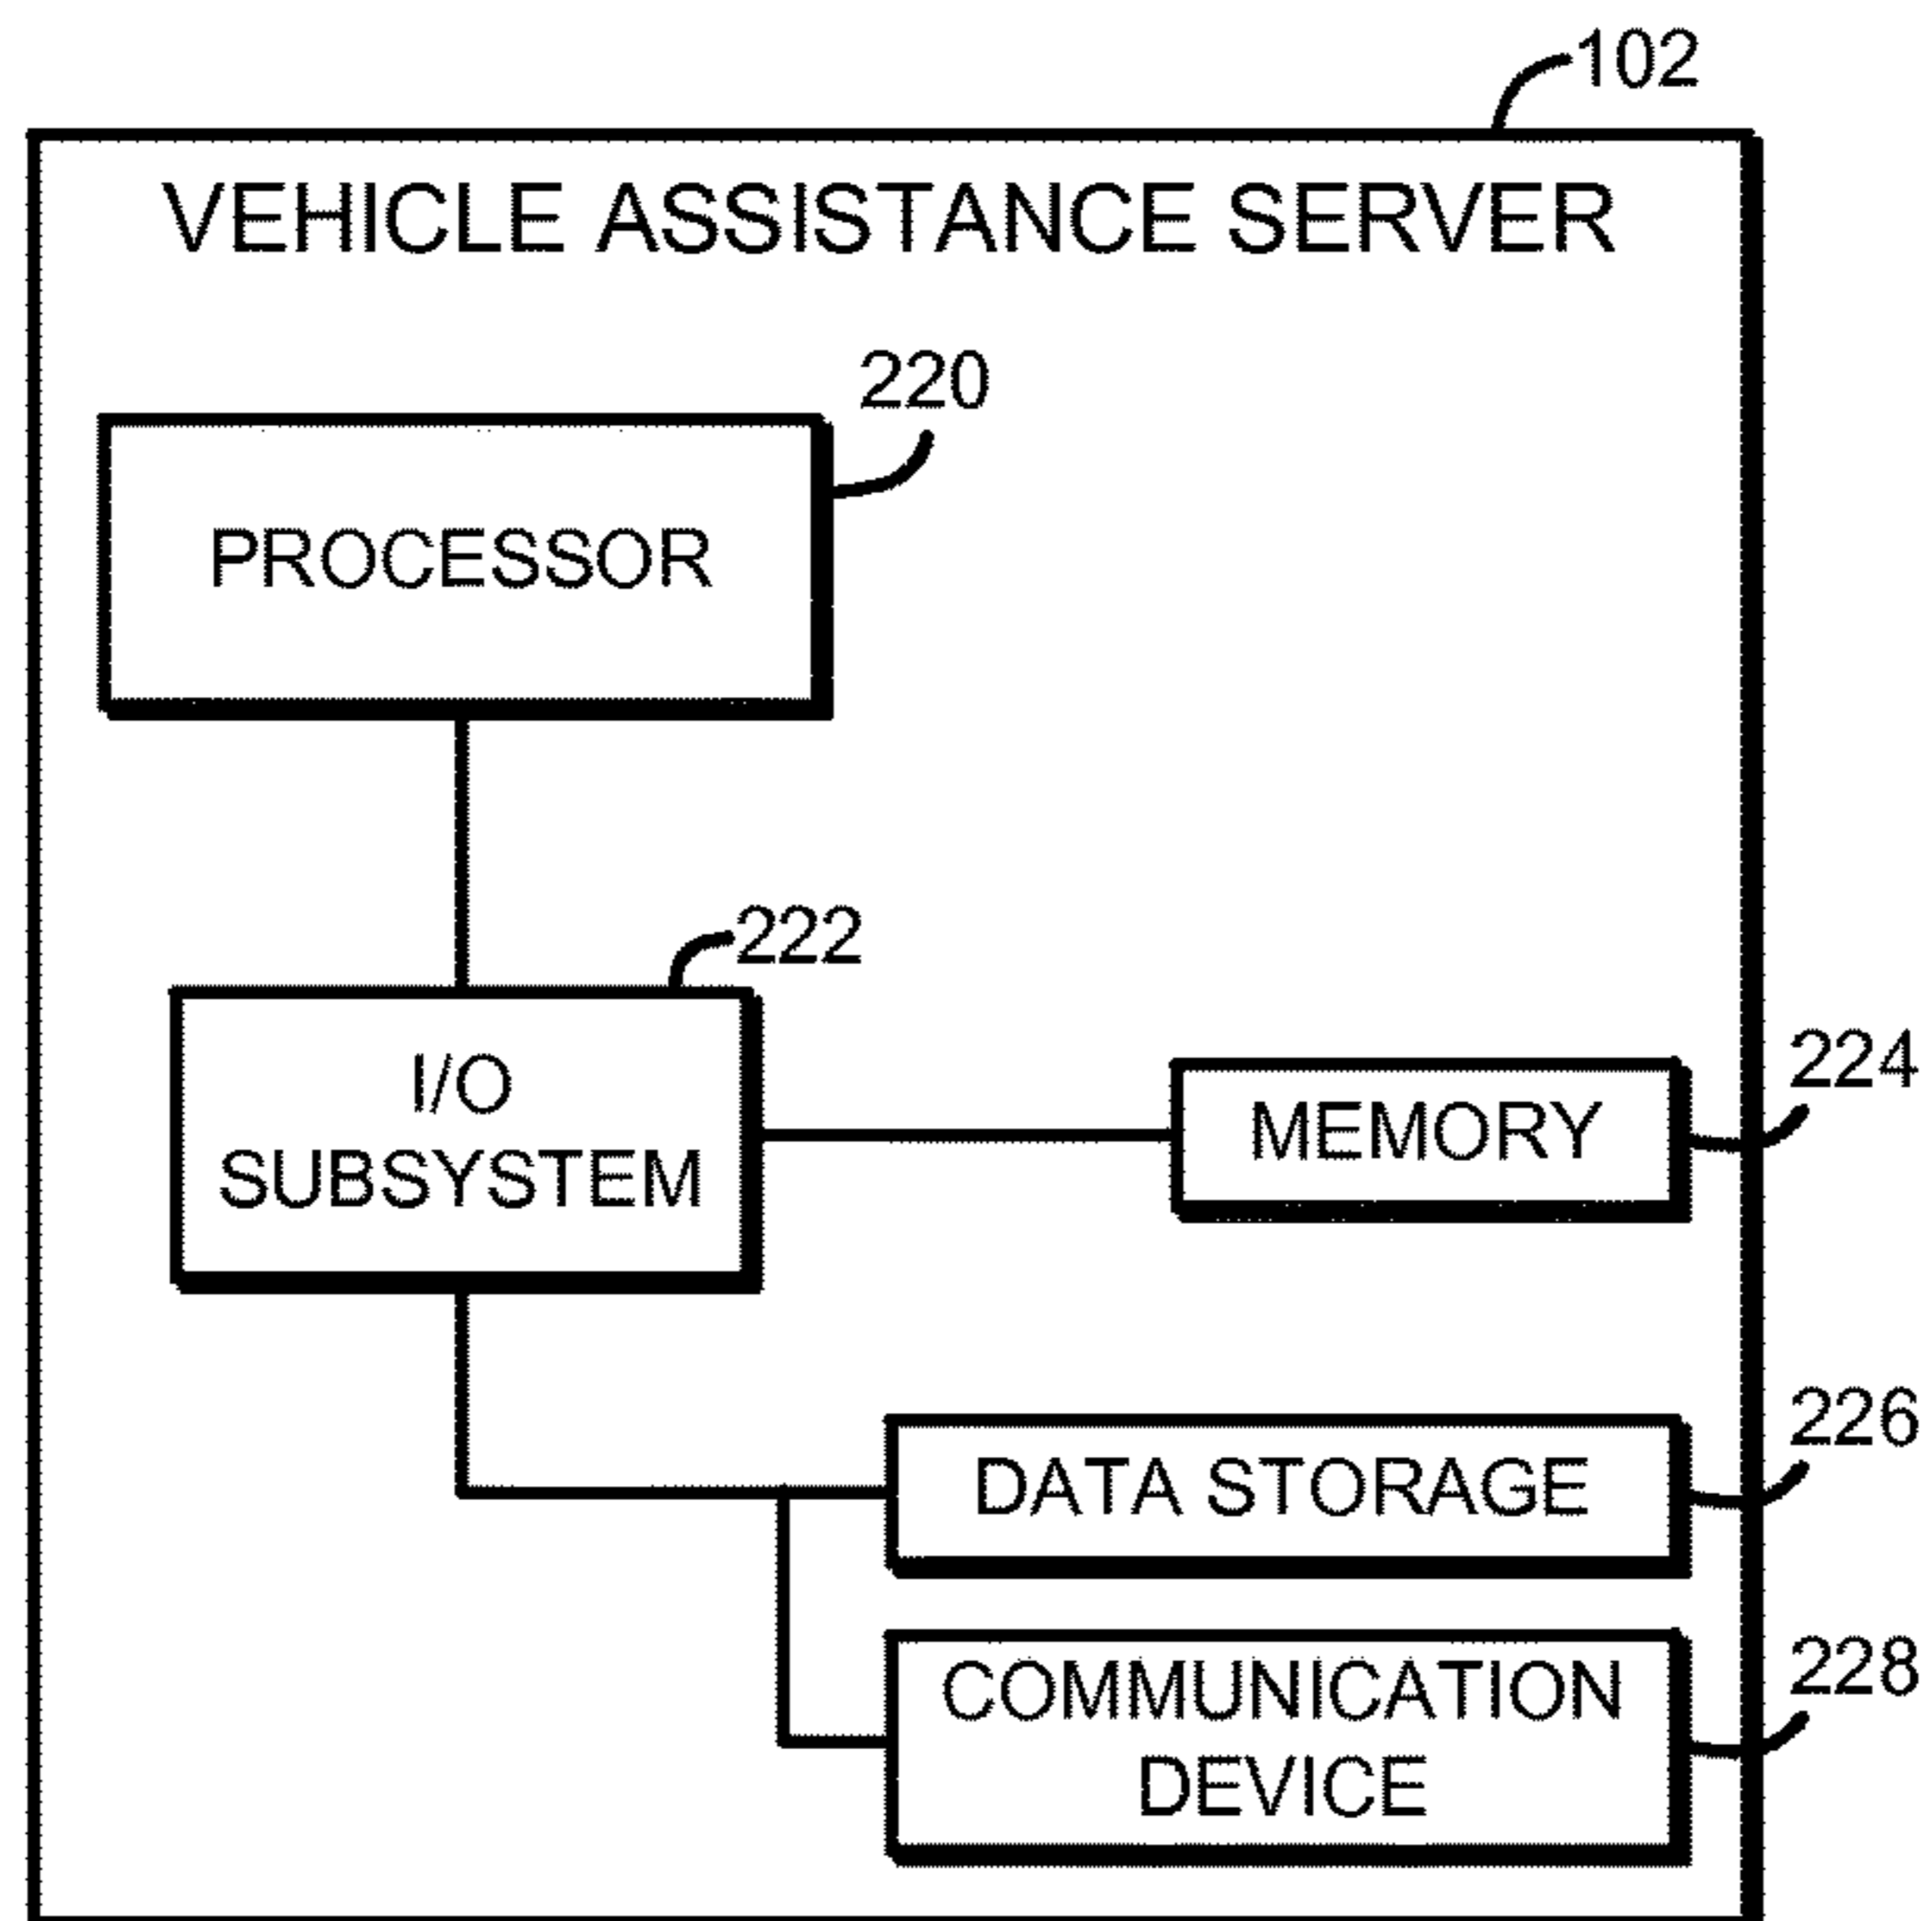 102
VEHICLE ASSISTANCE SERVER
220
PROCESSOR
222
I/O
SUBSYSTEM
224
MEMORY
226
DATA STORAGE
228
COMMUNICATION
DEVICE